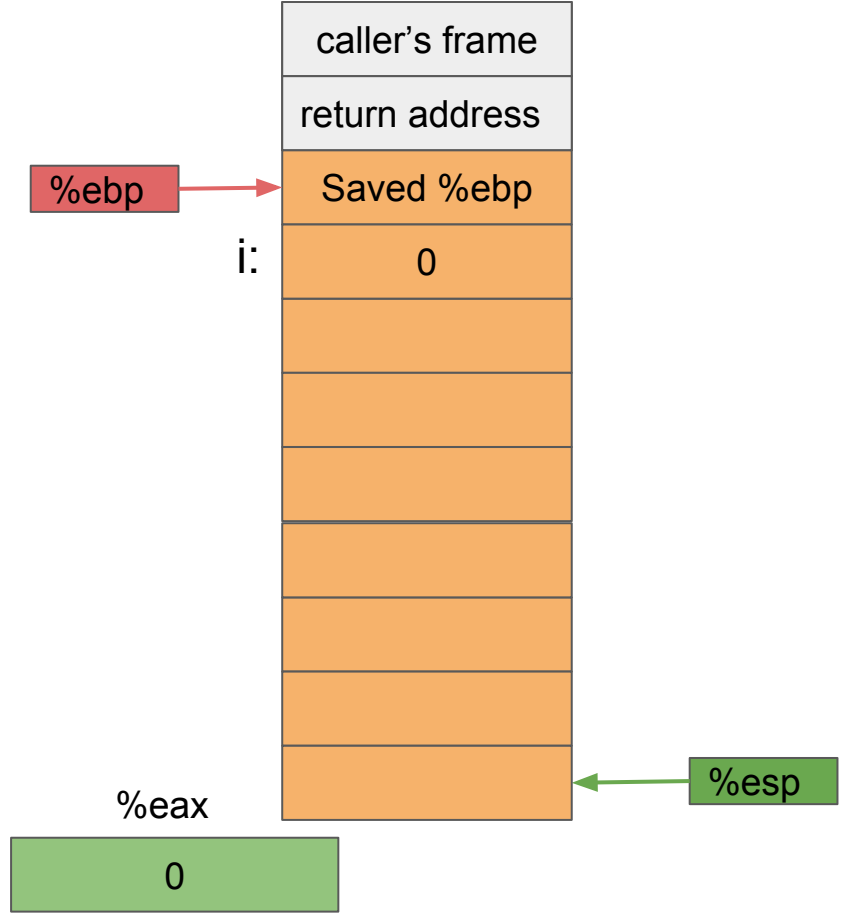 caller’s frame
return address
%ebp
Saved %ebp
i:
0
%esp
%eax
0